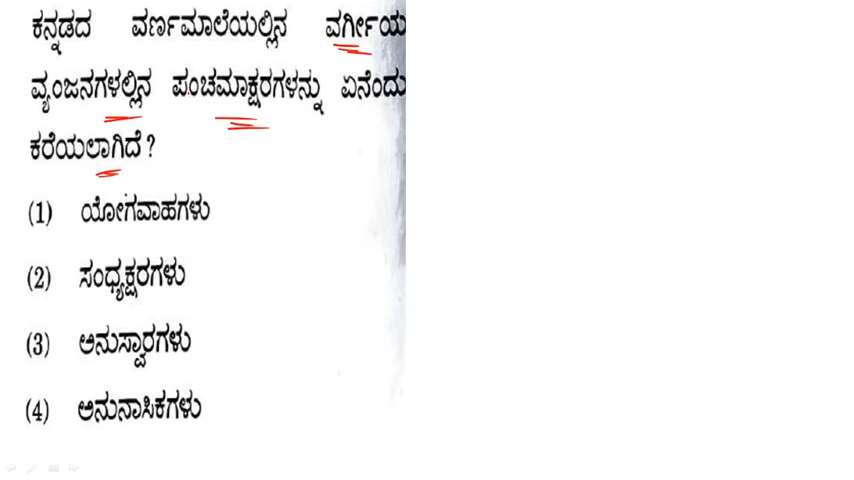 ಕನ್ನಡದ ವರ್ಣಮಾಲೆಯಲ್ಲಿನ ವರ್ಗೀಯ
ವ್ಯಂಜನಗಳಲ್ಲಿನ ಪಂಚಮಾಕ್ಷರಗಳನ್ನು ಏನೆಂದು
ಕರೆಯಲಾಗಿದೆ?
(1) ಯೋಗವಾಹಗಳು
(2) ಸಂಧ್ಯಕ್ಷರಗಳು
(3) ಅನುಸ್ವಾರಗಳು
(4) ಅನುನಾಸಿಕಗಳು